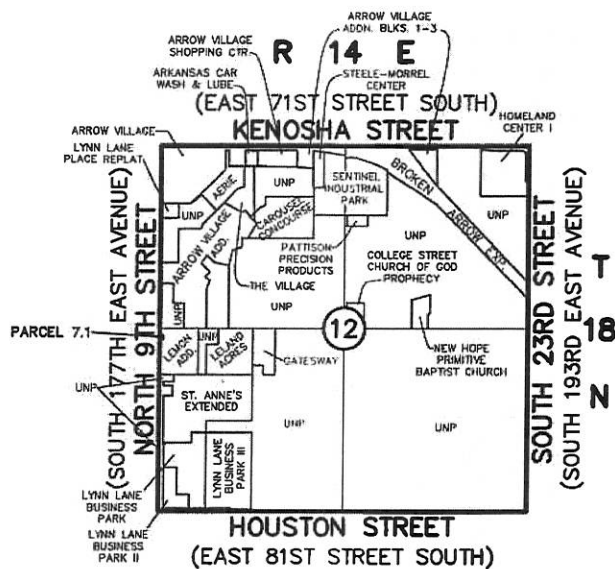 ARROW VILLAGE
ADDN. BLKS. 1-3
ARROW VILLAGE
SHOPPING CTR.
R 14 E
ARKANSAS CAR
WASH & LUBE
STEELE-MORREL
CENTER
(EAST 71ST STREET SOUTH)
KENOSHA STREET
HOMELAND
CENTER I
ARROW VILLAGE
LYNN LANE
PLACE REPLAT
UNP
AERIE
UNP
CAROUSEL
CONCOURSE
SENTINEL
INDUSTRIAL
PARK
BROKEN
ARROW EXP.
UNP
ARROW VILLAGE
ADD.
UNP
PATTISON
PRECISION
PRODUCTS
COLLEGE STREET
CHURCH OF GOD
PROPHECY
THE VILLAGE
UNP
UNP
PARCEL 7.1
12
LEMON
ADD.
UNP
LELAND
ACRES
GATESWAY
NEW HOPE
PRIMITIVE
BAPTIST CHURCH
UNP
ST. ANNE'S
EXTENDED
UNP
UNP
LYNN LANE
BUSINESS
PARK III
LYNN LANE
BUSINESS
PARK
LYNN LANE
BUSINESS
PARK II
(SOUTH 177TH EAST AVENUE)
NORTH 9TH STREET
SOUTH 23RD STREET
(SOUTH 193RD EAST AVENUE)
T
18
N
HOUSTON STREET
(EAST 81ST STREET SOUTH)